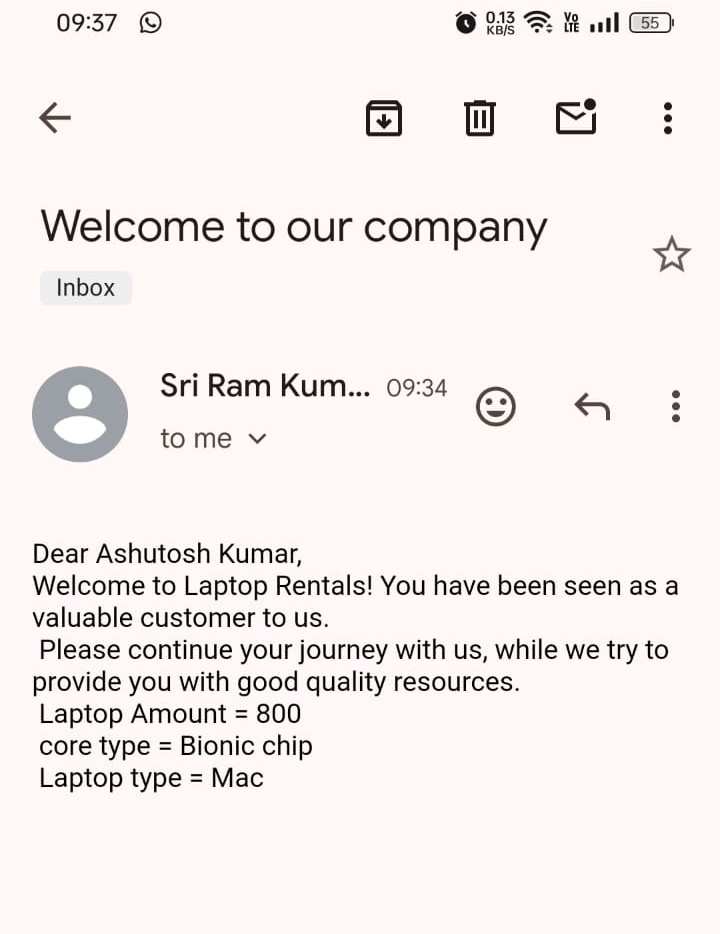 09:37 0.13 KB/S Vo LTE 55
Welcome to our company
Inbox
Sri Ram Kum... 09:34
to me
Dear Ashutosh Kumar,
Welcome to Laptop Rentals! You have been seen as a
valuable customer to us.
Please continue your journey with us, while we try to
provide you with good quality resources.
Laptop Amount = 800
core type = Bionic chip
Laptop type = Mac